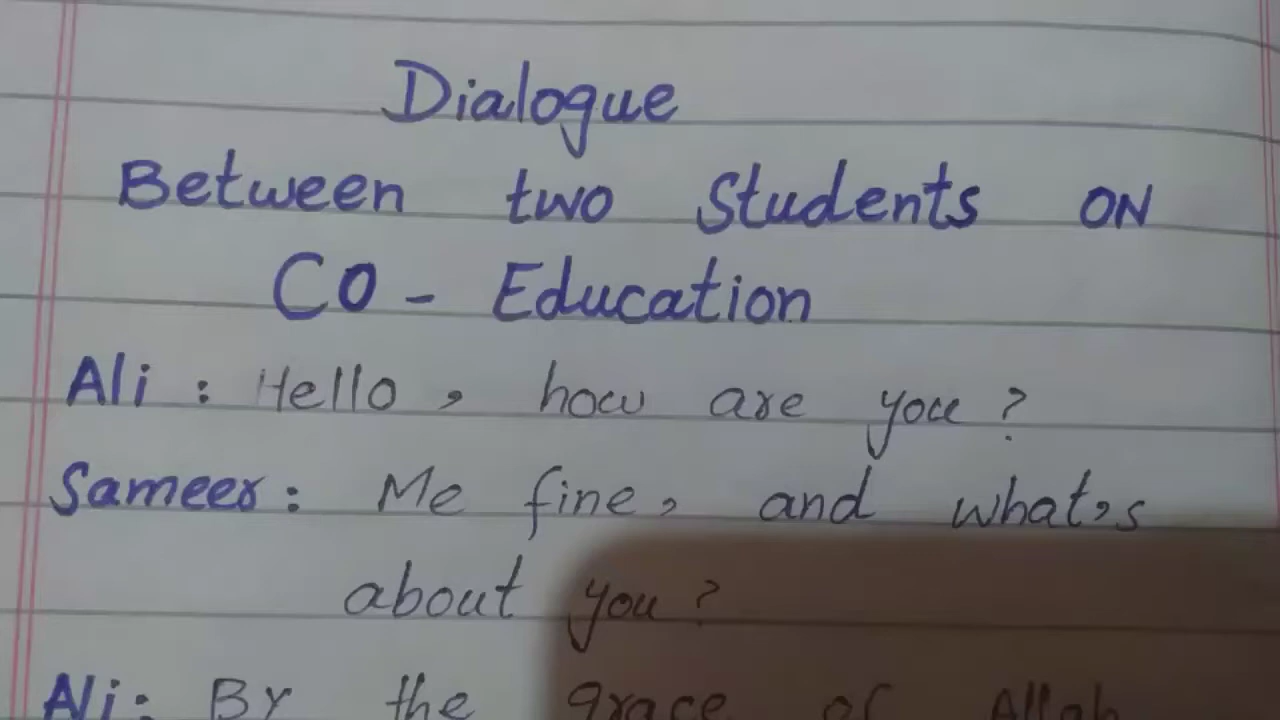 Dialogue
Between two Students ON
CO - Education
Ali : Hello, how are you ?
Sameer : Me fine, and what,s
about you ?
Ali : By the grace of Allah